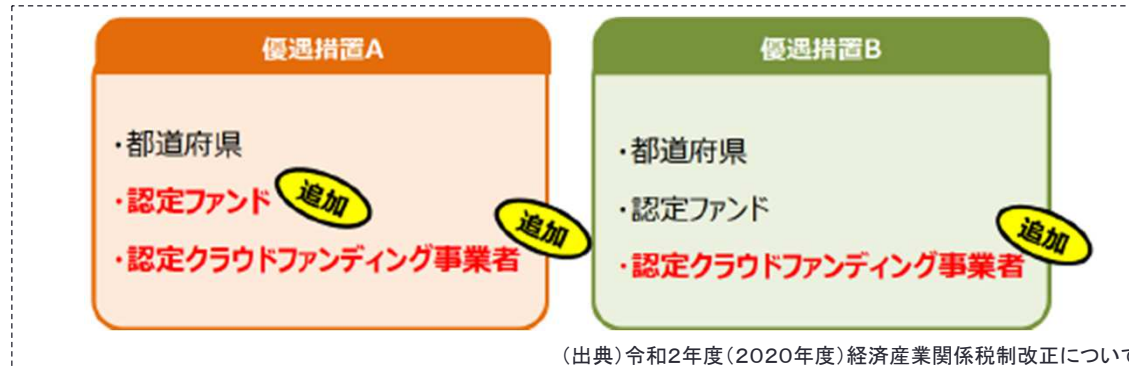 優遇措置A
・都道府県
・認定ファンド
追加
・認定クラウドファンディング事業者
追加
優遇措置B
・都道府県
・認定ファンド
・認定クラウドファンディング事業者
追加
(出典)令和2年度(2020年度)経済産業関係税制改正について